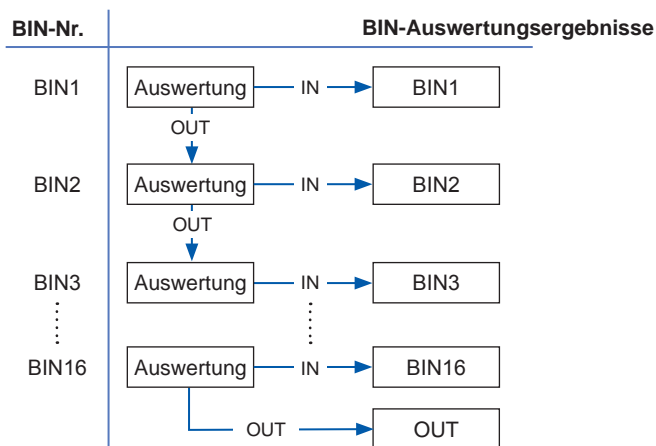 BIN-Nr. BIN-Auswertungsergebnisse
BIN1 Auswertung IN BIN1
OUT
BIN2 Auswertung IN BIN2
OUT
BIN3 Auswertung IN BIN3
BIN16 Auswertung IN BIN16
OUT OUT